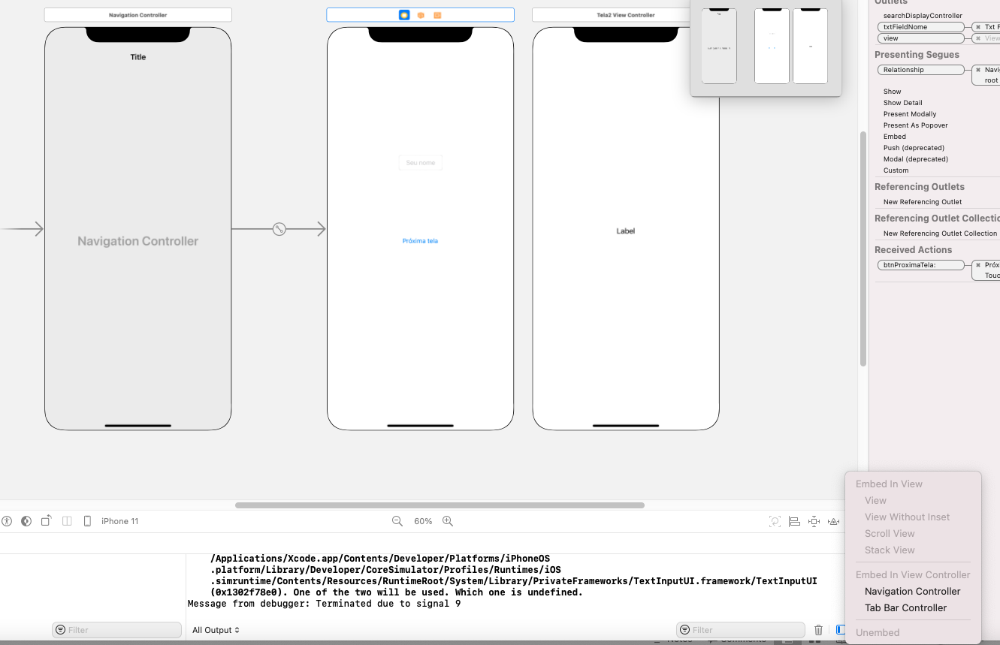 Navigation Controller
Tela2 View Controller
Title
Seu nome
Navigation Controller
Próxima tela
Label
Outlets
searchDisplayController
txtFieldNome
Txt F
view
View
Presenting Segues
Relationship
Navi
root
Show
Show Detail
Present Modally
Present As Popover
Embed
Push (deprecated)
Modal (deprecated)
Custom
Referencing Outlets
New Referencing Outlet
Referencing Outlet Collectio
New Referencing Outlet Collection
Received Actions
btnProximaTela:
Próx
Touc
iPhone 11
60%
/Applications/Xcode.app/Contents/Developer/Platforms/iPhoneOS
.platform/Library/Developer/CoreSimulator/Profiles/Runtimes/iOS
.simruntime/Contents/Resources/RuntimeRoot/System/Library/PrivateFrameworks/TextInputUI.framework/TextInputUI
(0x1302f78e0). One of the two will be used. Which one is undefined.
Message from debugger: Terminated due to signal 9
Filter
All Output
Filter
Embed In View
View
View Without Inset
Scroll View
Stack View
Embed In View Controller
Navigation Controller
Tab Bar Controller
Unembed